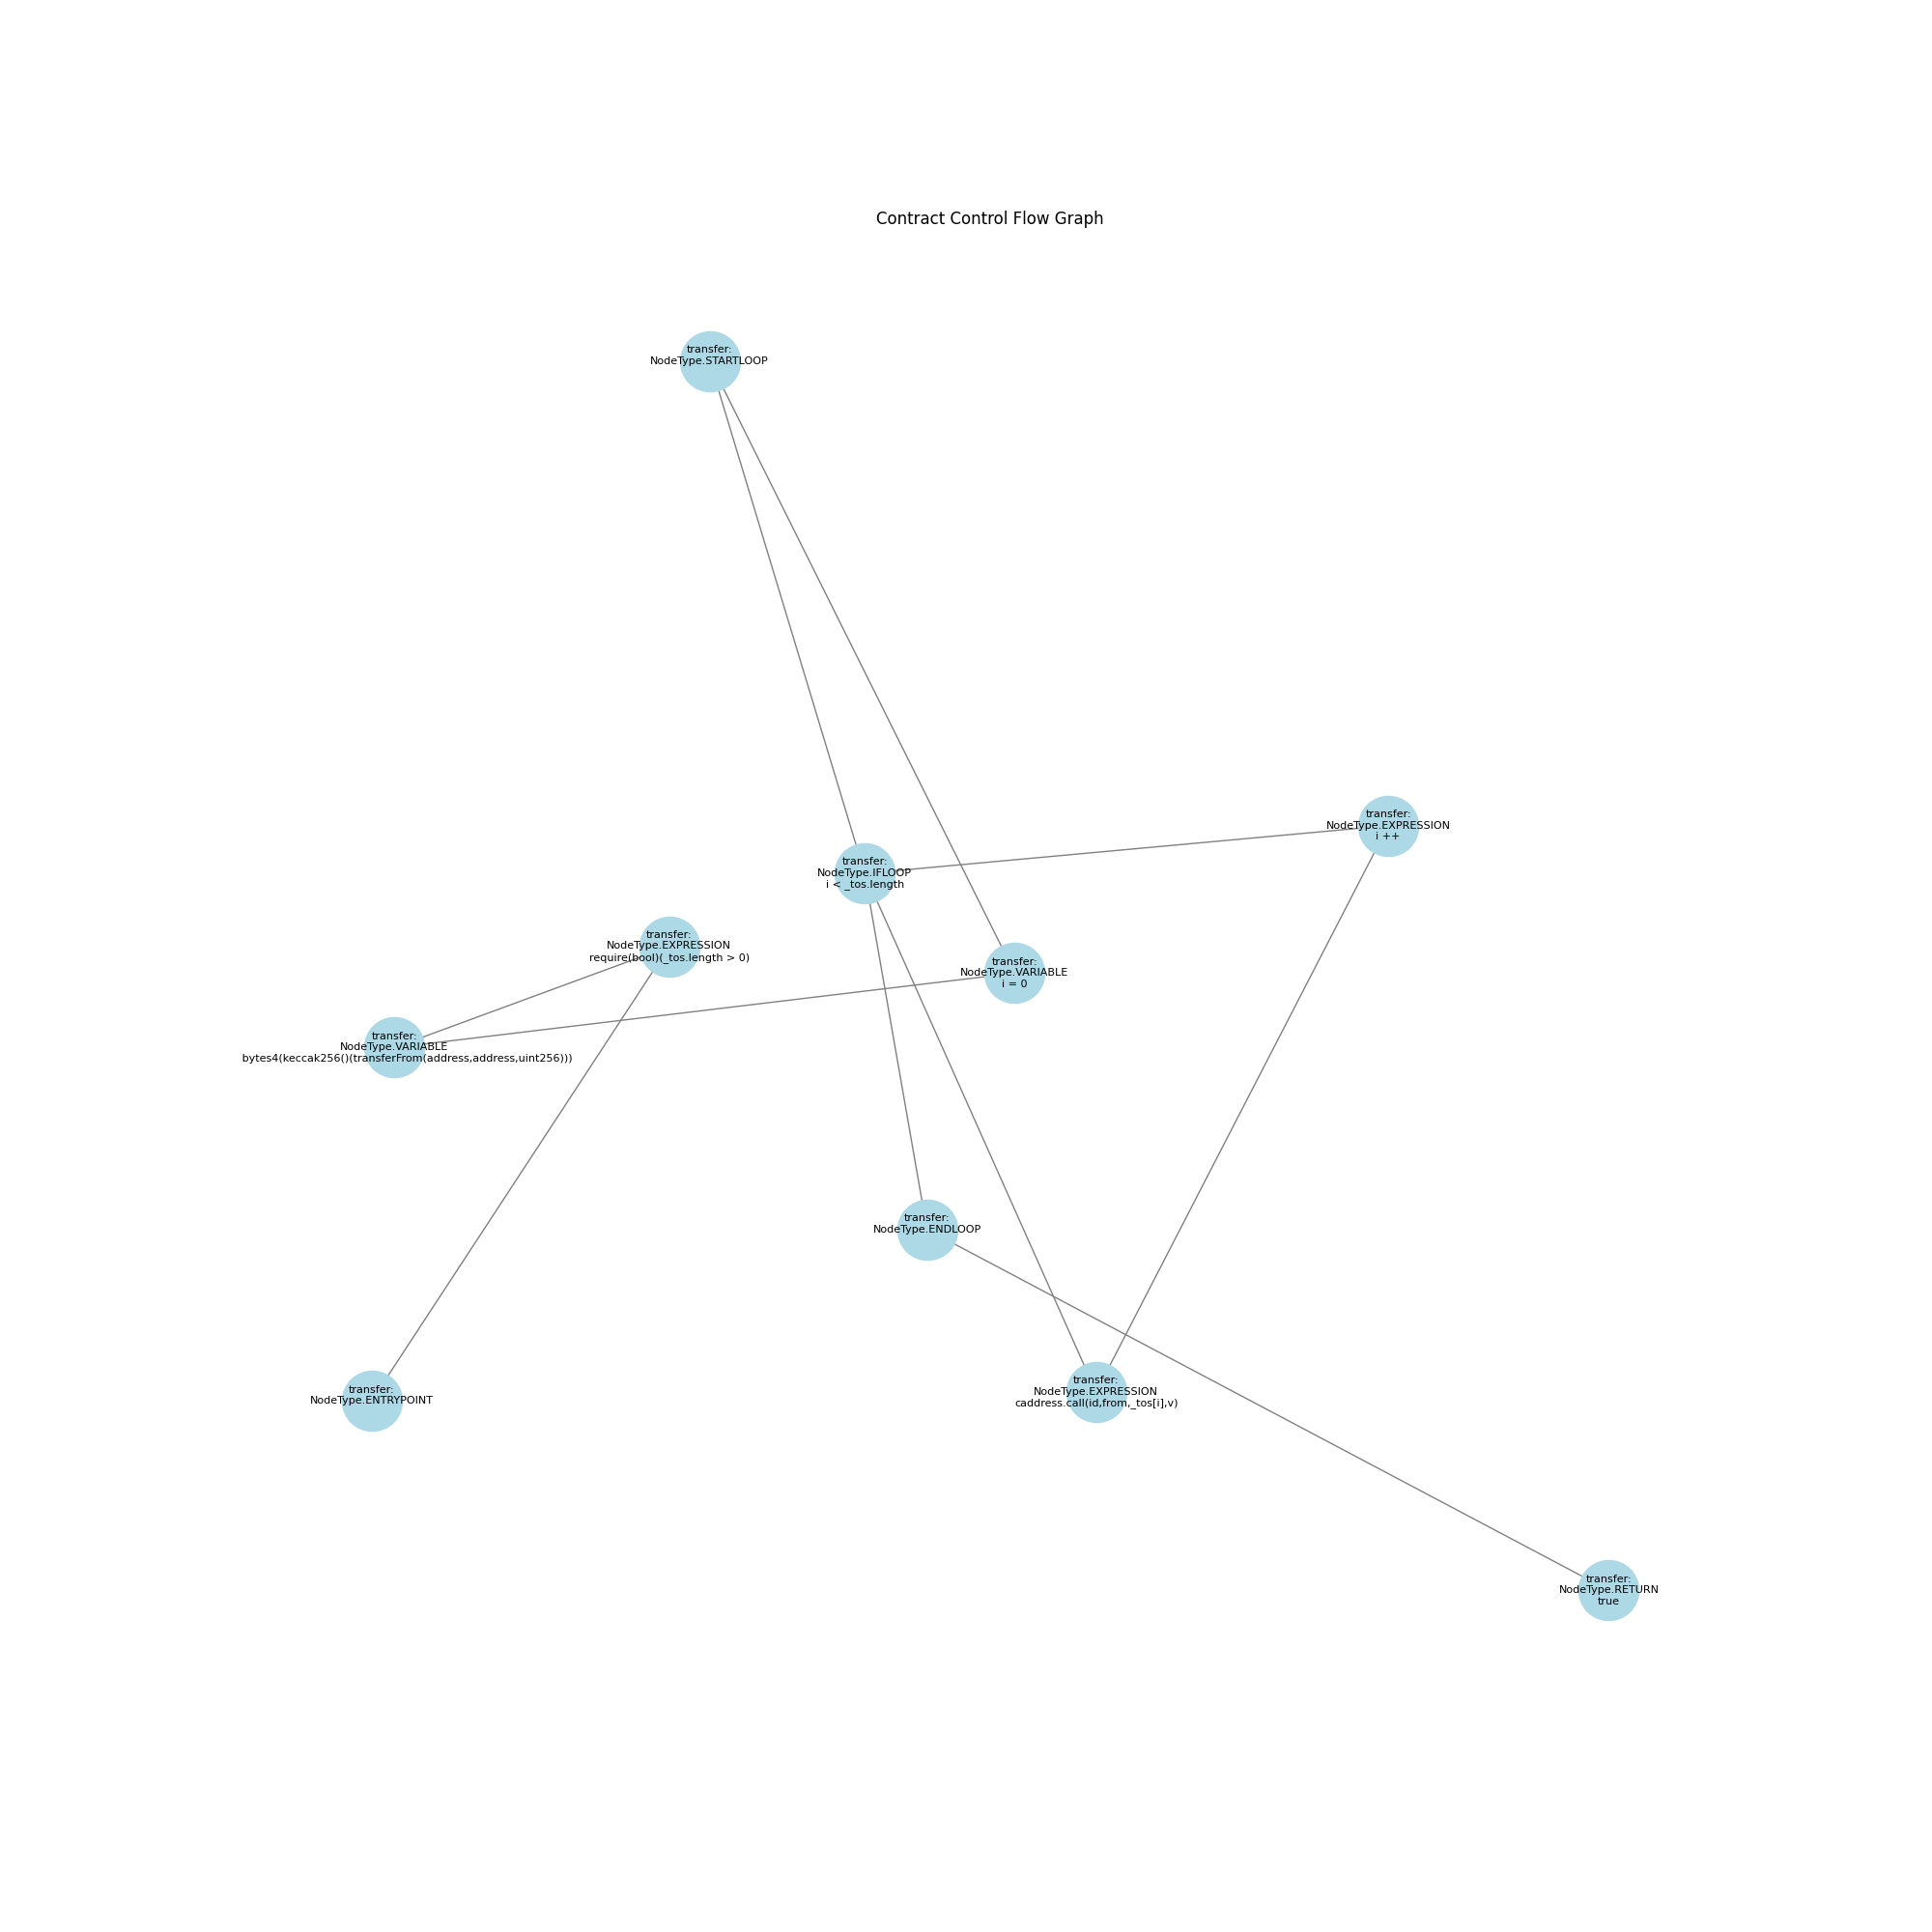 Contract Control Flow Graph
transfer:
NodeType.STARTLOOP
transfer:
NodeType.EXPRESSION
i ++
transfer:
NodeType.IFLOOP
i < _tos.length
transfer:
NodeType.EXPRESSION
require(bool)(_tos.length > 0)
transfer:
NodeType.VARIABLE
i = 0
transfer:
NodeType.VARIABLE
bytes4(keccak256()(transferFrom(address,address,uint256)))
transfer:
NodeType.ENDLOOP
transfer:
NodeType.ENTRYPOINT
transfer:
NodeType.EXPRESSION
caddress.call(id,from,_tos[i],v)
transfer:
NodeType.RETURN
true